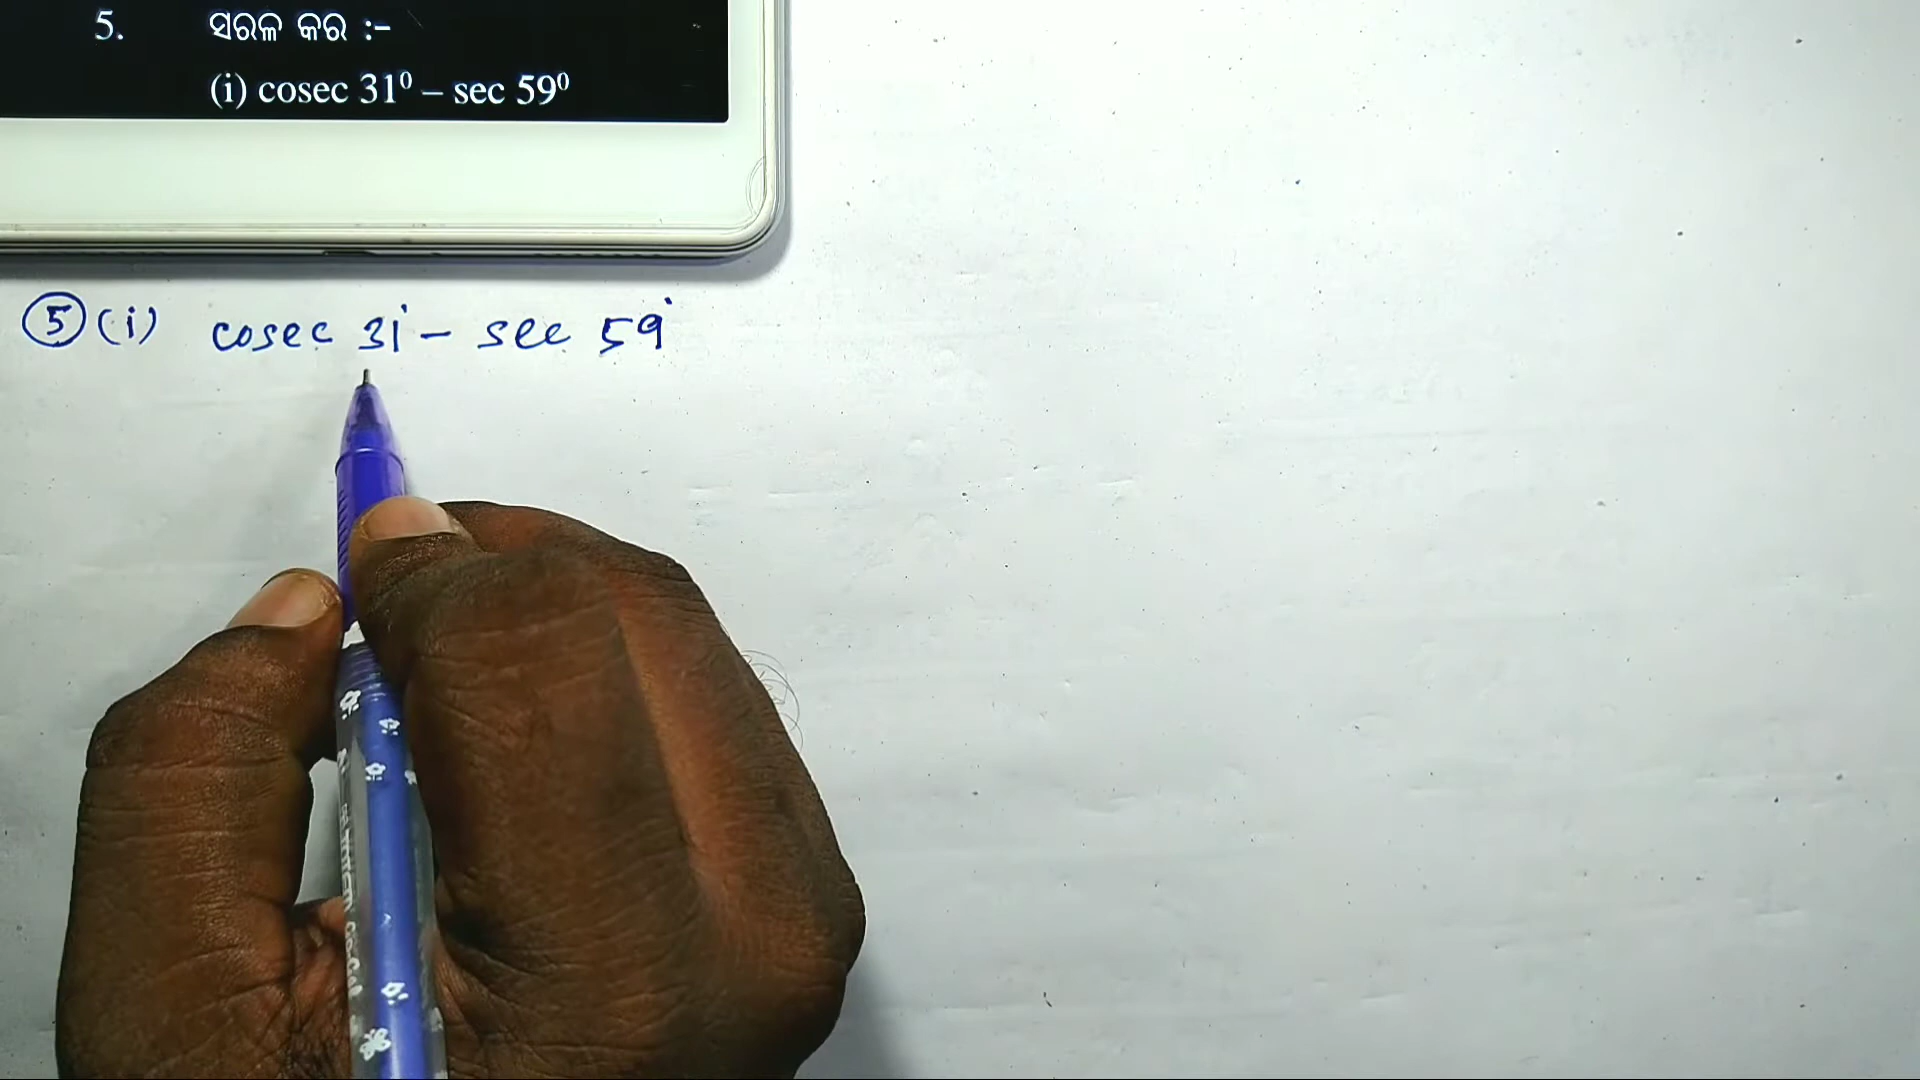 5. ସରଳ କର :–
(i) cosec 31⁰ – sec 59⁰
⑤ (i) cosec 31° – sec 59°